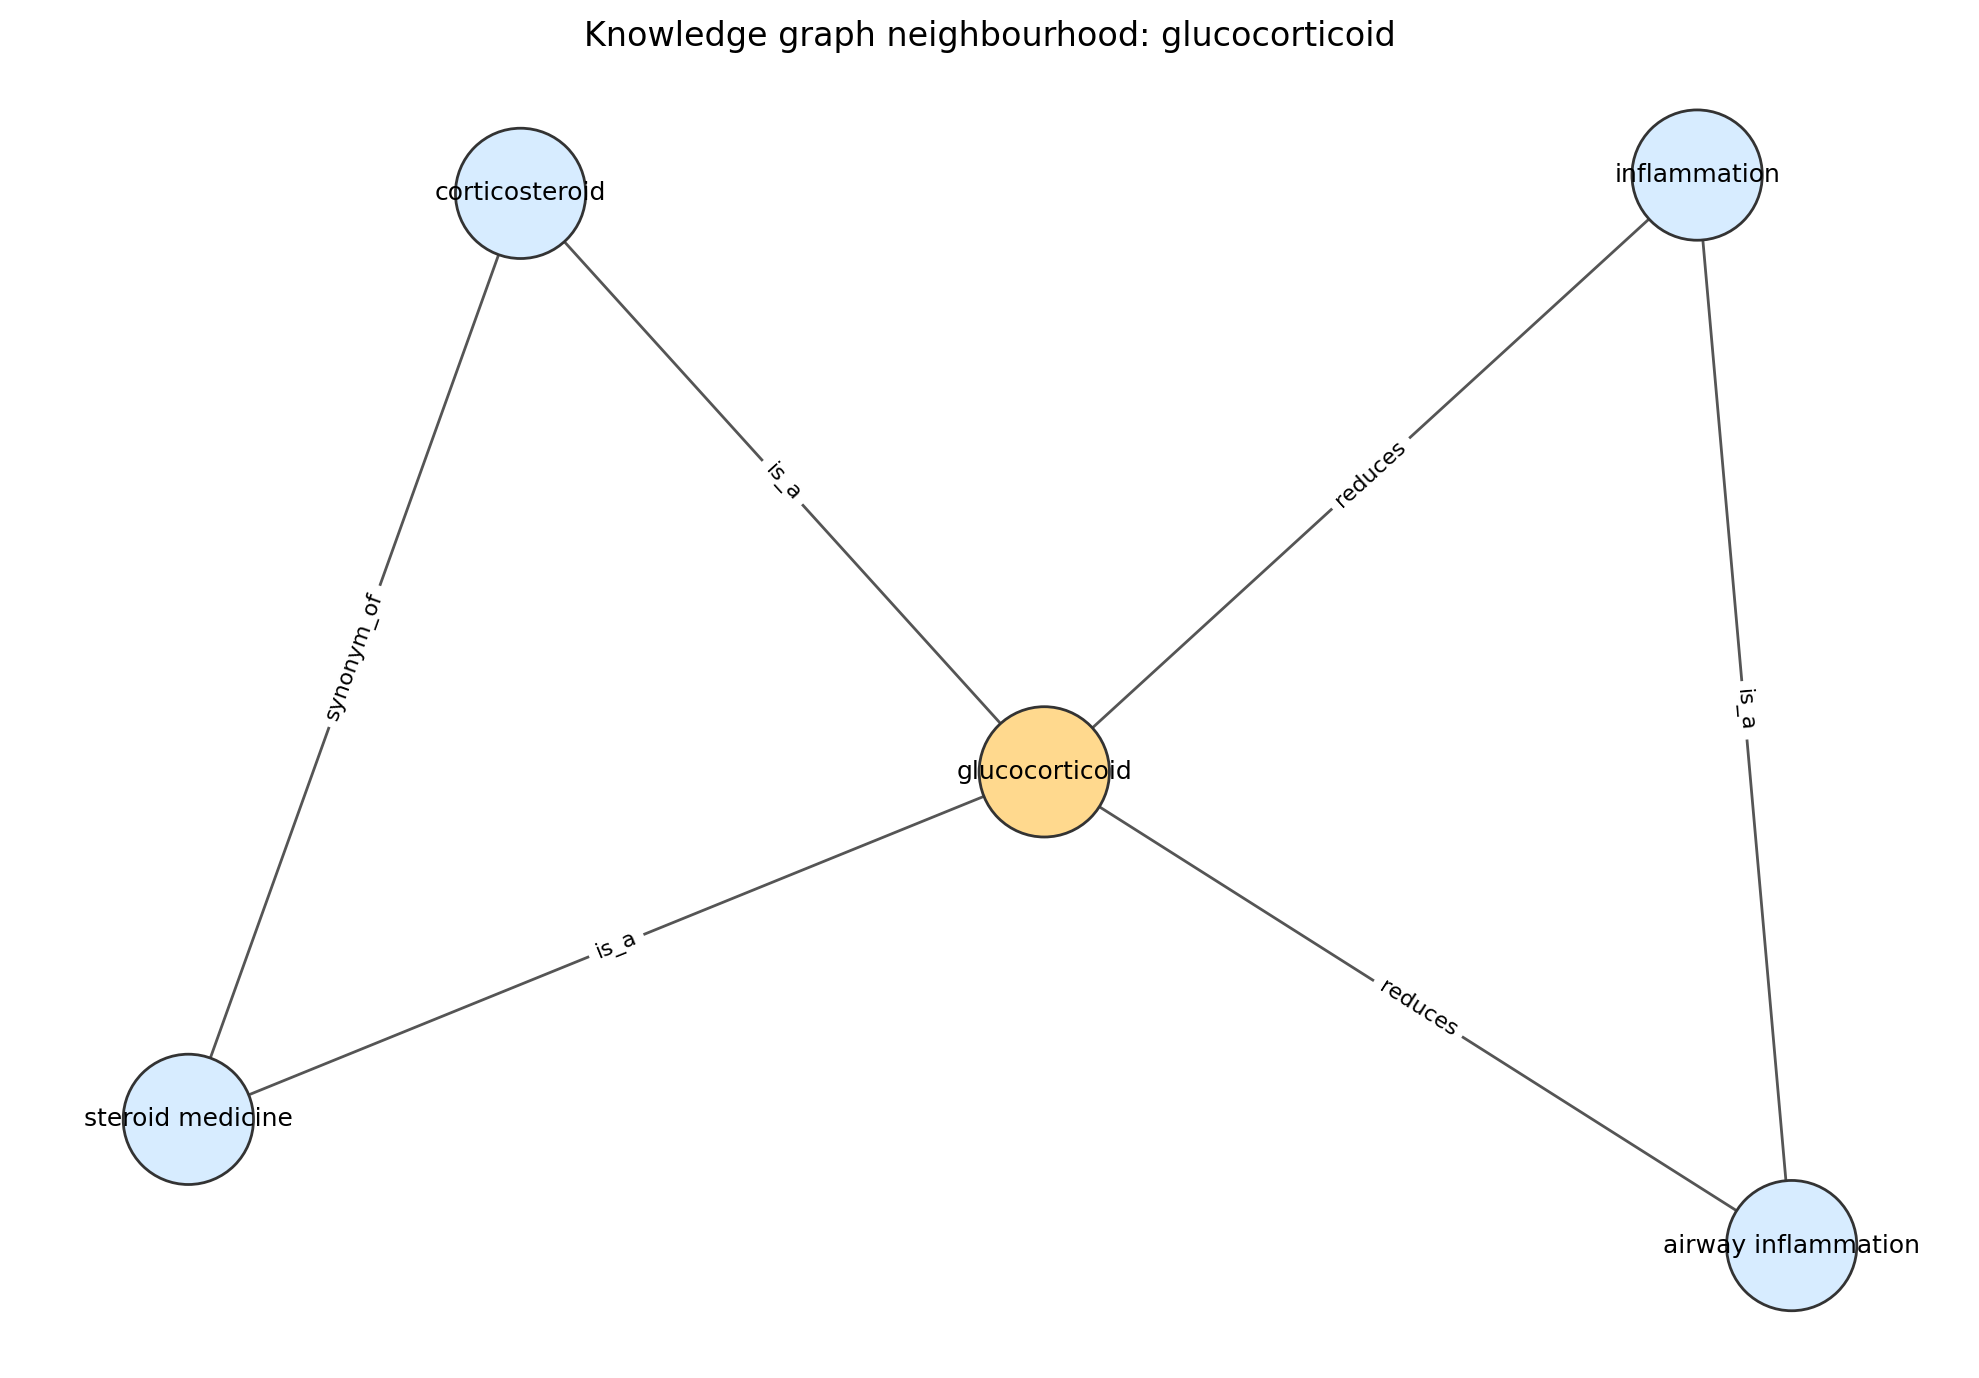 Knowledge graph neighbourhood: glucocorticoid
corticosteroid
inflammation
is_a
reduces
synonym_of
is_a
glucocorticoid
is_a
reduces
steroid medicine
airway inflammation